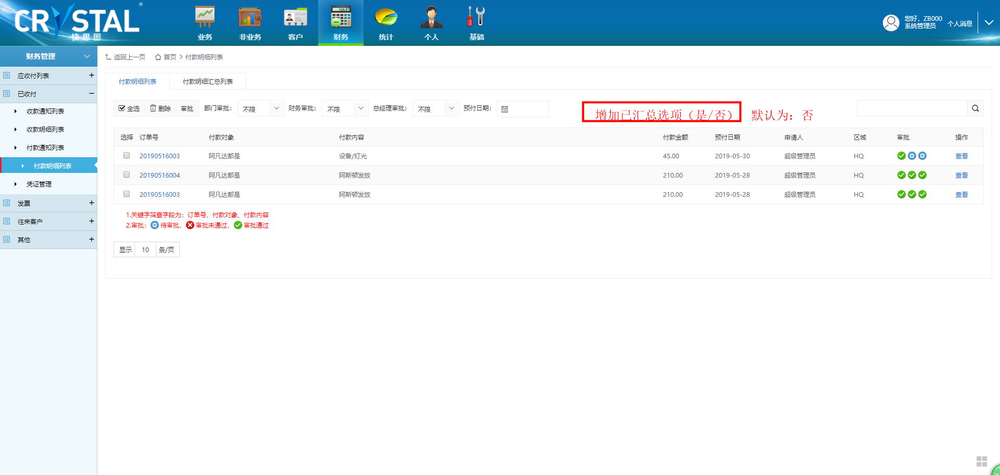 CRYSTAL ®
快思图
业务
非业务
客户
财务
统计
个人
基础
您好，ZB000
系统管理员
个人消息
财务管理
应收付列表 +
已收付 −
收款通知列表
收款明细列表
付款通知列表
付款明细列表
凭证管理
发票 +
往来客户 +
其他 +
返回上一页 首页 > 付款明细列表
付款明细列表 付款明细汇总列表
全选 删除 审批 部门审批： 不限 财务审批： 不限 总经理审批： 不限 预付日期：
增加已汇总选项（是/否） 默认为：否
选择 订单号 付款对象 付款内容 付款金额 预付日期 申请人 区域 审批 操作
20190516003 阿凡达都是 设备/灯光 45.00 2019-05-30 超级管理员 HQ 查看
20190516004 阿凡达都是 阿斯顿发放 210.00 2019-05-28 超级管理员 HQ 查看
20190516003 阿凡达都是 阿斯顿发放 210.00 2019-05-28 超级管理员 HQ 查看
1.关键字筛查字段为：订单号、付款对象、付款内容
2.审批： 待审批， 审批未通过， 审批通过
显示 10 条/页